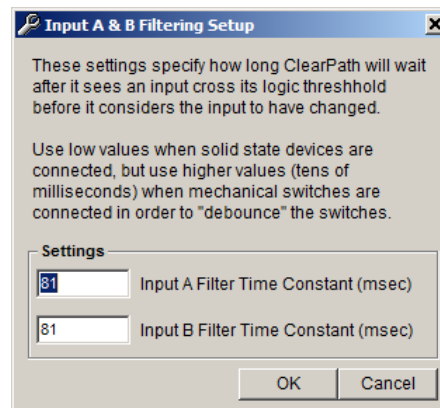 Input A & B Filtering Setup
These settings specify how long ClearPath will wait
after it sees an input cross its logic threshhold
before it considers the input to have changed.
Use low values when solid state devices are
connected, but use higher values (tens of
milliseconds) when mechanical switches are
connected in order to "debounce" the switches.
Settings
81 Input A Filter Time Constant (msec)
81 Input B Filter Time Constant (msec)
OK Cancel